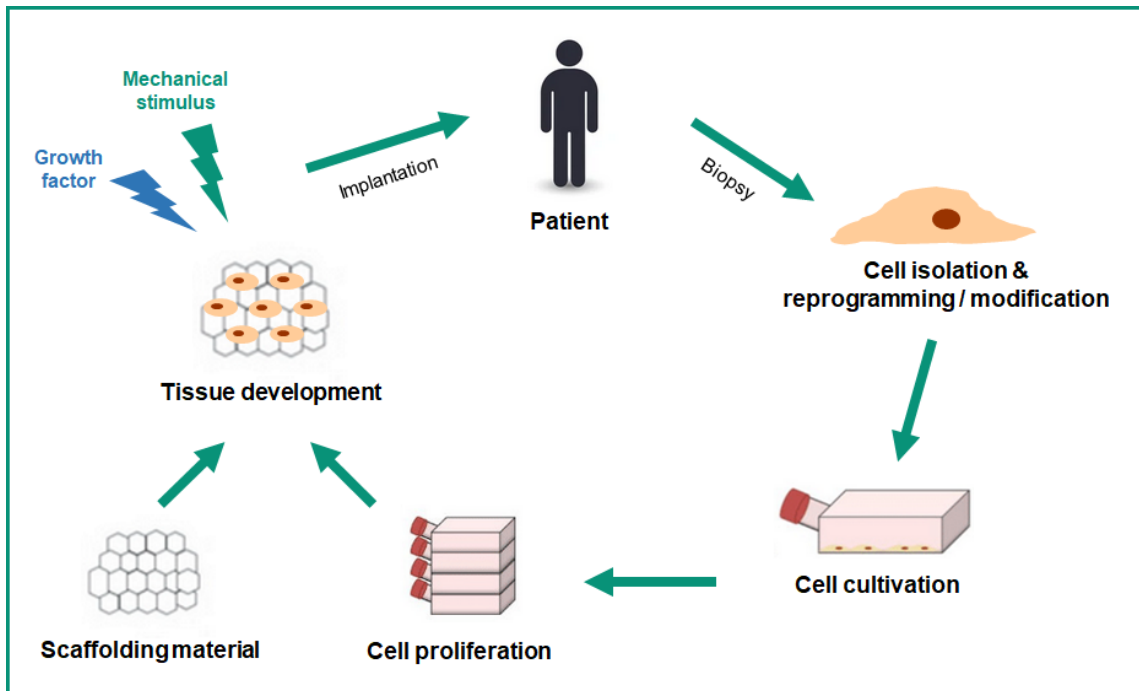 Mechanical
stimulus
Growth
factor
Implantation
Patient
Biopsy
Cell isolation &
reprogramming / modification
Tissue development
Cell cultivation
Scaffolding material
Cell proliferation